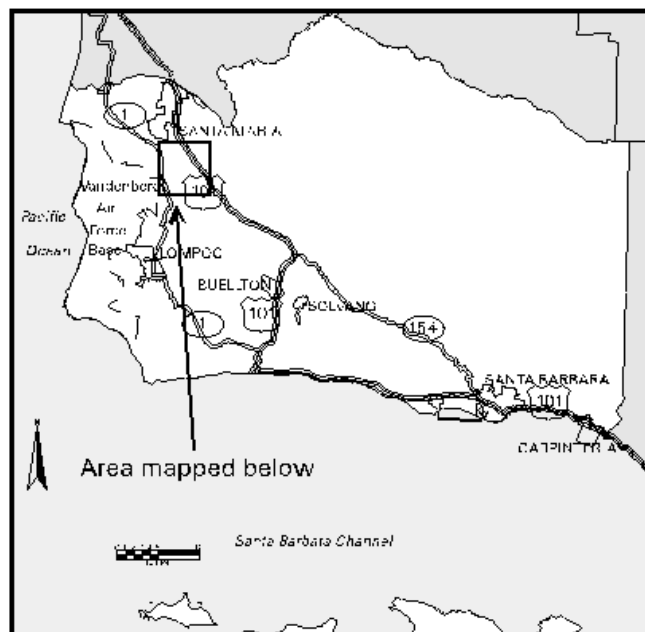 1
SANTA MARIA
Vandenberg
101
Air
Pacific
Force
Ocean
Base
LOMPOC
BUELLTON
SOLVANG
101
1
154
SANTA BARBARA
101
CARPINTERIA
N
Area mapped below
Santa Barbara Channel